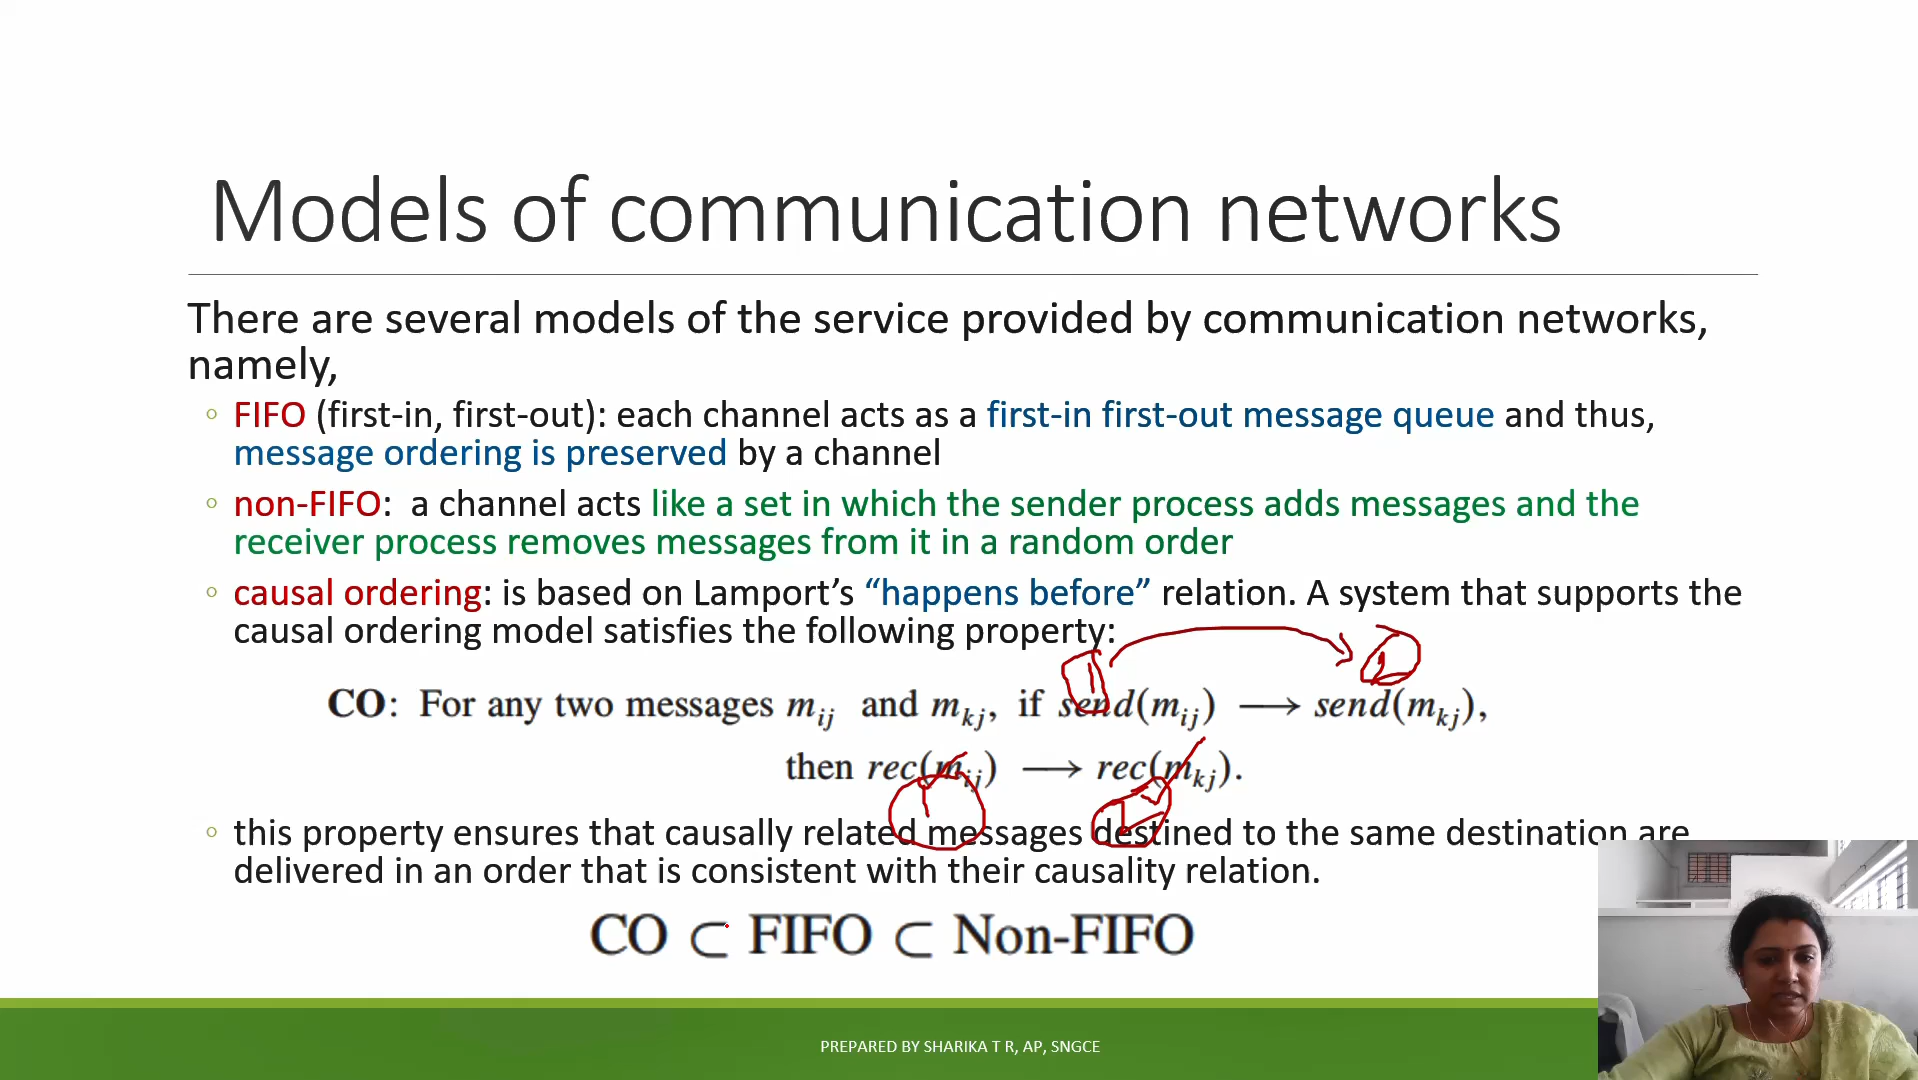 Models of communication networks
There are several models of the service provided by communication networks,
namely,
◦ FIFO (first-in, first-out): each channel acts as a first-in first-out message queue and thus,
message ordering is preserved by a channel
◦ non-FIFO: a channel acts like a set in which the sender process adds messages and the
receiver process removes messages from it in a random order
◦ causal ordering: is based on Lamport’s “happens before” relation. A system that supports the
causal ordering model satisfies the following property:
CO: For any two messages m_ij and m_kj, if send(m_ij) ⟶ send(m_kj),
then rec(m_ij) ⟶ rec(m_kj).
◦ this property ensures that causally related messages destined to the same destination are
delivered in an order that is consistent with their causality relation.
CO ⊂ FIFO ⊂ Non-FIFO
PREPARED BY SHARIKA T R, AP, SNGCE